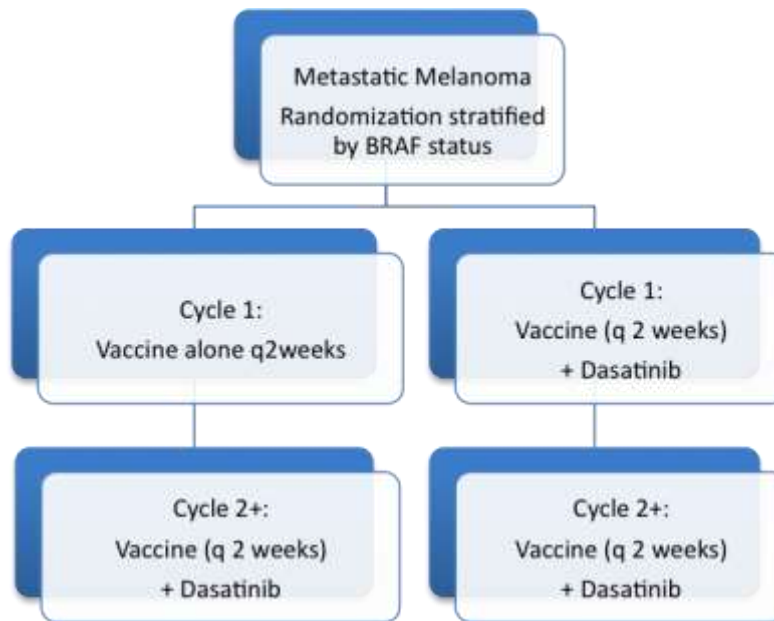 Metastatic Melanoma
Randomization stratified
by BRAF status
Cycle 1:
Vaccine alone q2weeks
Cycle 1:
Vaccine (q 2 weeks)
+ Dasatinib
Cycle 2+:
Vaccine (q 2 weeks)
+ Dasatinib
Cycle 2+:
Vaccine (q 2 weeks)
+ Dasatinib